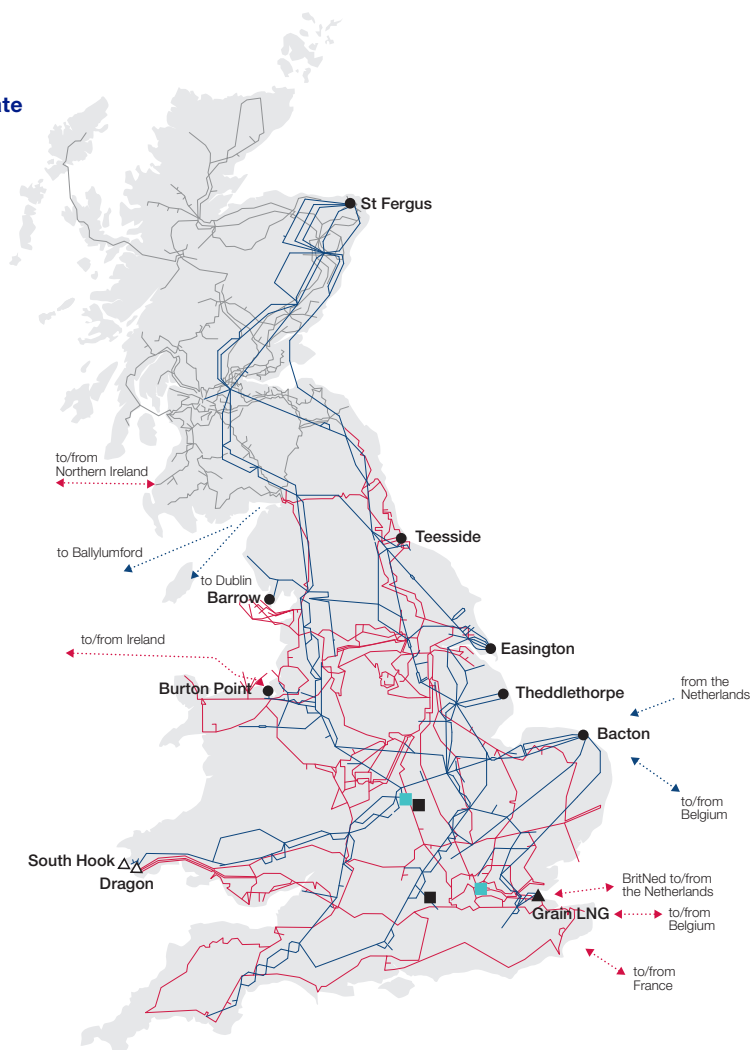 St Fergus
to/from
Northern Ireland
Teesside
to Ballylumford
to Dublin
Barrow
to/from Ireland
Easington
Burton Point
Theddlethorpe
from the
Netherlands
Bacton
to/from
Belgium
South Hook
Dragon
BritNed to/from
the Netherlands
Grain LNG
to/from
Belgium
to/from
France